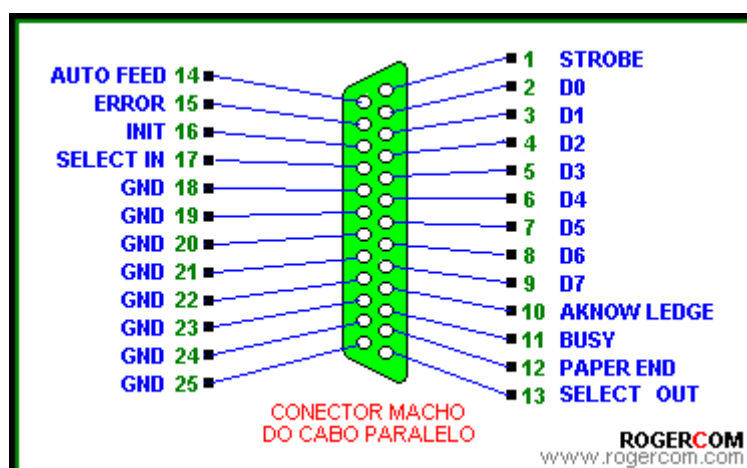 AUTO FEED 14
ERROR 15
INIT 16
SELECT IN 17
GND 18
GND 19
GND 20
GND 21
GND 22
GND 23
GND 24
GND 25
1 STROBE
2 D0
3 D1
4 D2
5 D3
6 D4
7 D5
8 D6
9 D7
10 AKNOW LEDGE
11 BUSY
12 PAPER END
13 SELECT OUT
CONECTOR MACHO
DO CABO PARALELO
ROGERCOM
www.rogercom.com